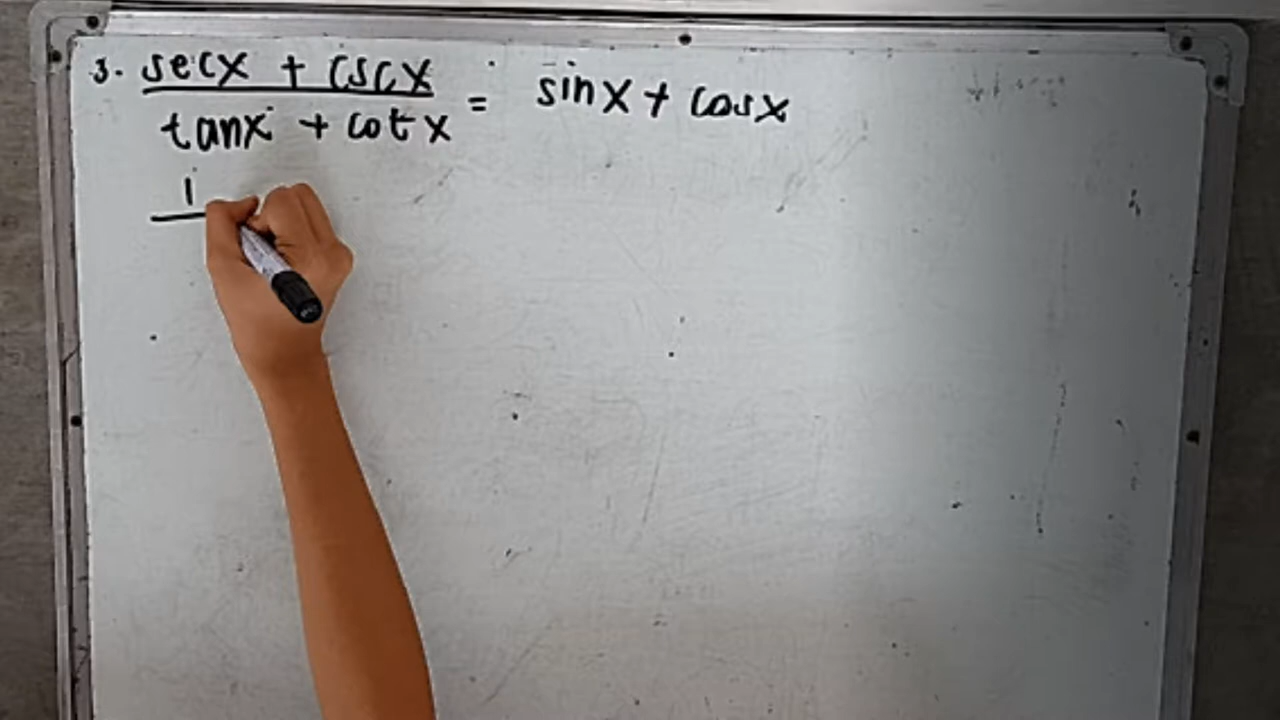 3. secx + cscx
tanx + cotx = sinx + cosx
1